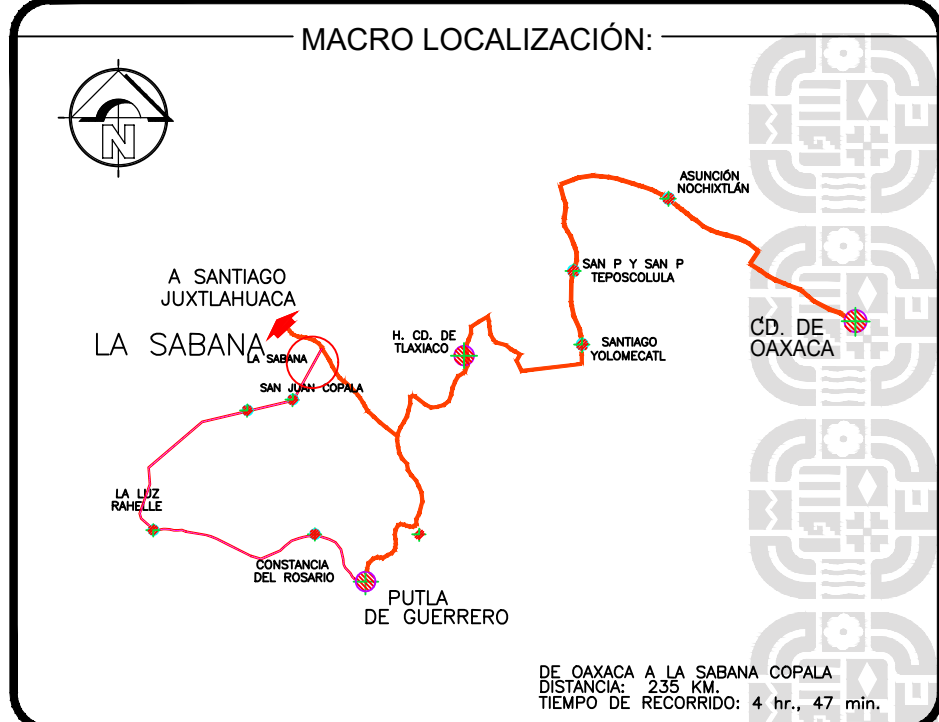 MACRO LOCALIZACIÓN:
N
ASUNCIÓN
NOCHIXTLÁN
SAN P Y SAN P
TEPOSCOLULA
A SANTIAGO
JUXTLAHUACA
LA SABANA
LA SABANA
H. CD. DE
TLAXIACO
SANTIAGO
YOLOMECATL
CD. DE
OAXACA
SAN JUAN COPALA
LA LUZ
RAHELLE
CONSTANCIA
DEL ROSARIO
PUTLA
DE GUERRERO
DE OAXACA A LA SABANA COPALA
DISTANCIA: 235 KM.
TIEMPO DE RECORRIDO: 4 hr., 47 min.